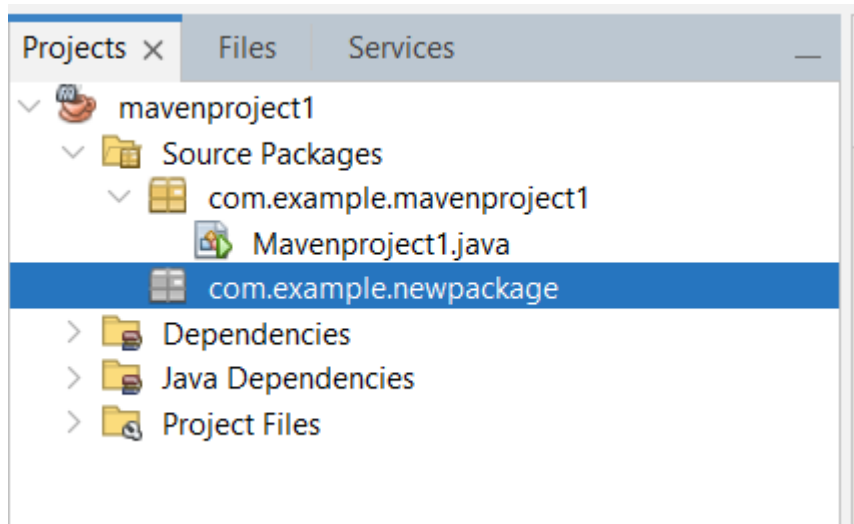 Projects Files Services
mavenproject1
Source Packages
com.example.mavenproject1
Mavenproject1.java
com.example.newpackage
Dependencies
Java Dependencies
Project Files